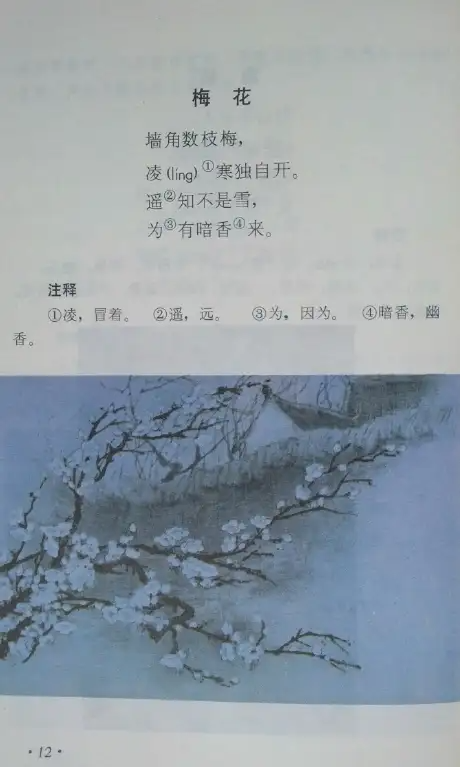 梅 花
墙角数枝梅，
凌(líng)①寒独自开。
遥②知不是雪，
为③有暗香④来。
注释
①凌，冒着。 ②遥，远。 ③为，因为。 ④暗香，幽
香。
·12·